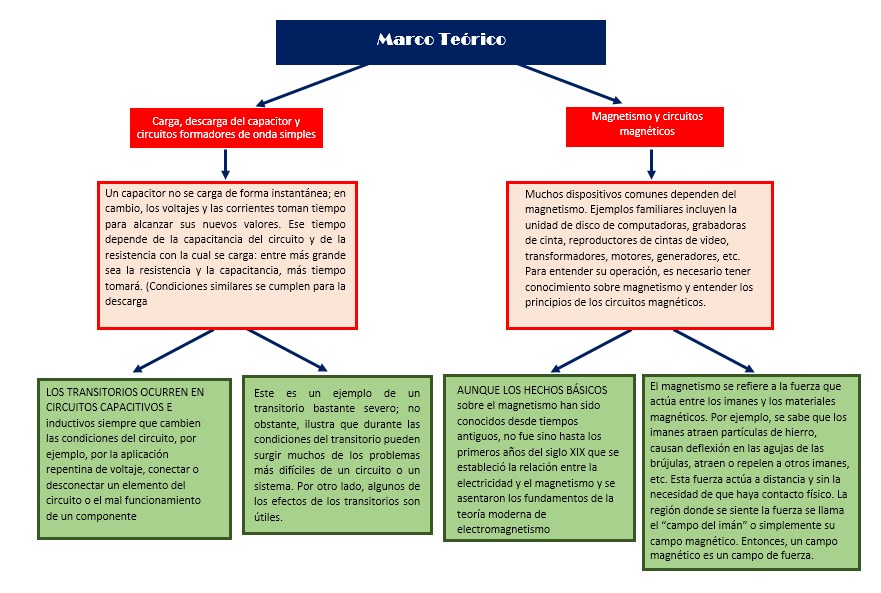 Marco Teórico
Carga, descarga del capacitor y
circuitos formadores de onda simples
Un capacitor no se carga de forma instantánea; en
cambio, los voltajes y las corrientes toman tiempo
para alcanzar sus nuevos valores. Ese tiempo
depende de la capacitancia del circuito y de la
resistencia con la cual se carga: entre más grande
sea la resistencia y la capacitancia, más tiempo
tomará. (Condiciones similares se cumplen para la
descarga
LOS TRANSITORIOS OCURREN EN
CIRCUITOS CAPACITIVOS E
inductivos siempre que cambien
las condiciones del circuito, por
ejemplo, por la aplicación
repentina de voltaje, conectar o
desconectar un elemento del
circuito o el mal funcionamiento
de un componente
Este es un ejemplo de un
transitorio bastante severo; no
obstante, ilustra que durante las
condiciones del transitorio pueden
surgir muchos de los problemas
más difíciles de un circuito o un
sistema. Por otro lado, algunos de
los efectos de los transitorios son
útiles.
Magnetismo y circuitos
magnéticos
Muchos dispositivos comunes dependen del
magnetismo. Ejemplos familiares incluyen la
unidad de disco de computadoras, grabadoras
de cinta, reproductores de cintas de video,
transformadores, motores, generadores, etc.
Para entender su operación, es necesario tener
conocimiento sobre magnetismo y entender los
principios de los circuitos magnéticos.
AUNQUE LOS HECHOS BÁSICOS
sobre el magnetismo han sido
conocidos desde tiempos
antiguos, no fue sino hasta los
primeros años del siglo XIX que se
estableció la relación entre la
electricidad y el magnetismo y se
asentaron los fundamentos de la
teoría moderna de
electromagnetismo
El magnetismo se refiere a la fuerza que
actúa entre los imanes y los materiales
magnéticos. Por ejemplo, se sabe que los
imanes atraen partículas de hierro,
causan deflexión en las agujas de las
brújulas, atraen o repelen a otros imanes,
etc. Esta fuerza actúa a distancia y sin la
necesidad de que haya contacto físico. La
región donde se siente la fuerza se llama
el “campo del imán” o simplemente su
campo magnético. Entonces, un campo
magnético es un campo de fuerza.